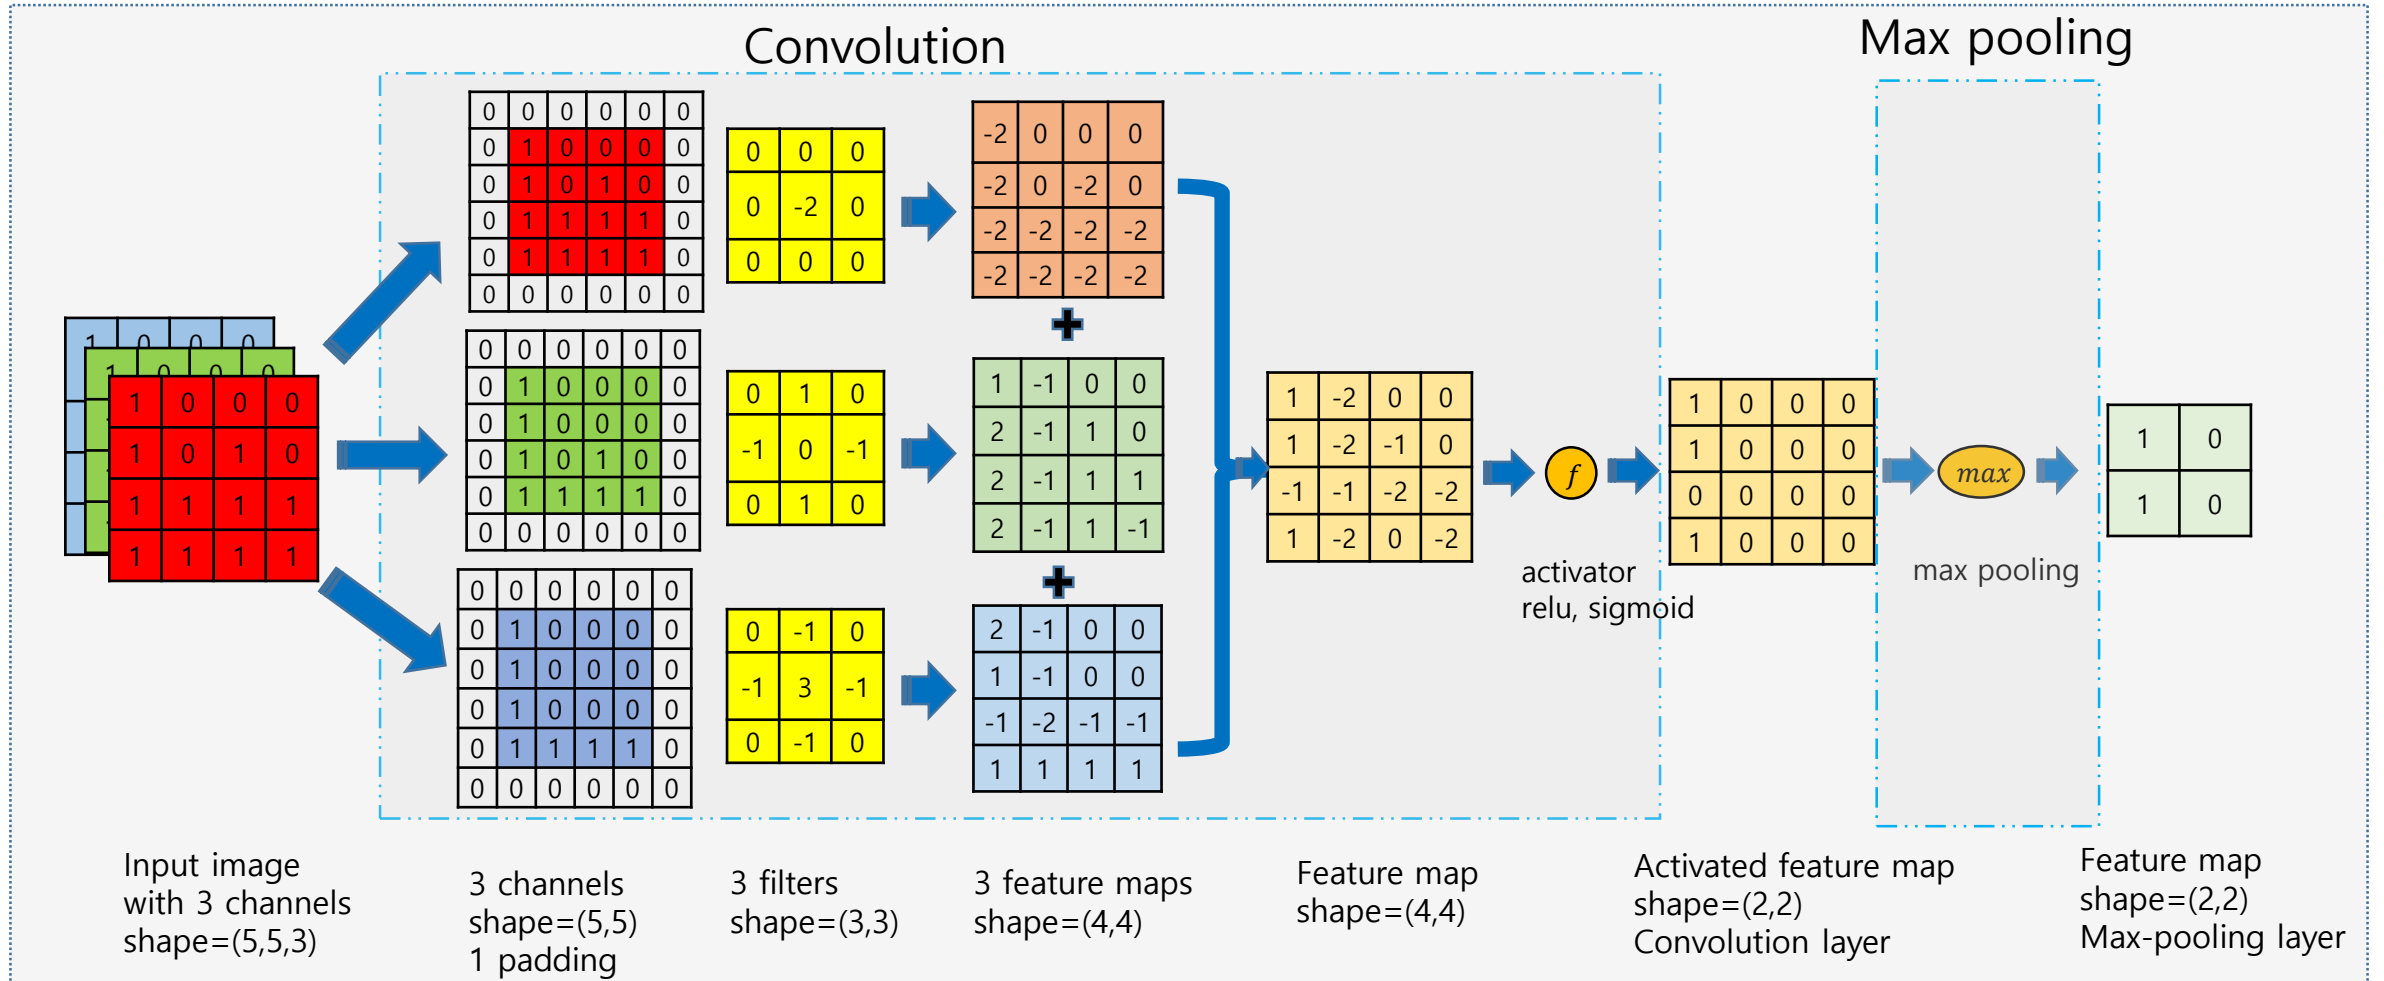 Convolution
Max pooling
0 0 0 0 0 0
0 1 0 0 0 0
0 1 0 1 0 0
0 1 1 1 1 0
0 1 1 1 1 0
0 0 0 0 0 0
0 0 0
0 -2 0
0 0 0
-2 0 0 0
-2 0 -2 0
-2 -2 -2 -2
-2 -2 -2 -2
1 0 0 0
1 0 0 0
1 0 0 0
1 0 1 0
1 1 1 1
1 1 1 1
0 0 0 0 0 0
0 1 0 0 0 0
0 1 0 0 0 0
0 1 0 1 0 0
0 1 1 1 1 0
0 0 0 0 0 0
0 1 0
-1 0 -1
0 1 0
+
1 -1 0 0
2 -1 1 0
2 -1 1 1
2 -1 1 -1
+
0 0 0 0 0 0
0 1 0 0 0 0
0 1 0 0 0 0
0 1 0 0 0 0
0 1 1 1 1 0
0 0 0 0 0 0
0 -1 0
-1 3 -1
0 -1 0
2 -1 0 0
1 -1 0 0
-1 -2 -1 -1
1 1 1 1
1 -2 0 0
1 -2 -1 0
-1 -1 -2 -2
1 -2 0 -2
f
activator
relu, sigmoid
1 0 0 0
1 0 0 0
0 0 0 0
1 0 0 0
max
max pooling
1 0
1 0
Input image
with 3 channels
shape=(5,5,3)
3 channels
shape=(5,5)
1 padding
3 filters
shape=(3,3)
3 feature maps
shape=(4,4)
Feature map
shape=(4,4)
Activated feature map
shape=(2,2)
Convolution layer
Feature map
shape=(2,2)
Max-pooling layer